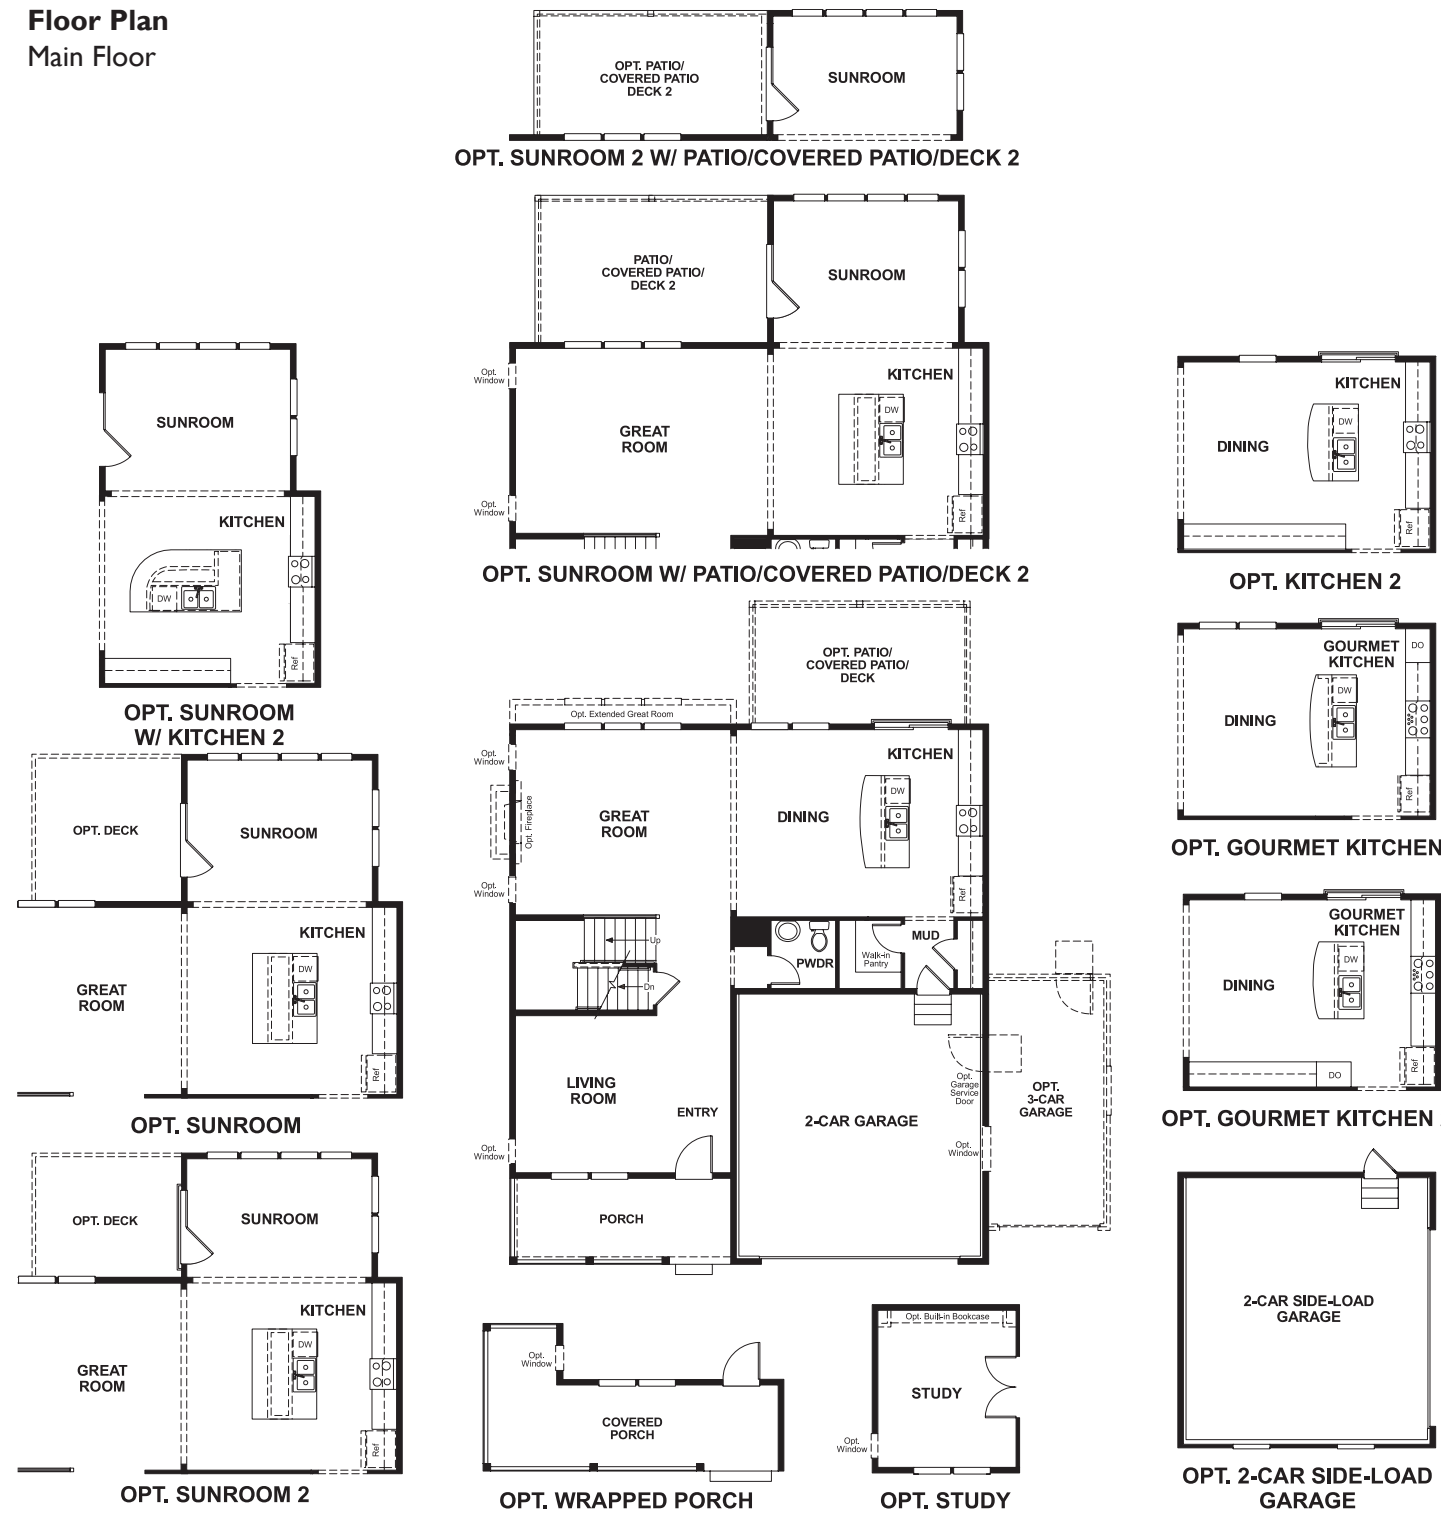 Floor Plan
Main Floor
OPT. PATIO/
COVERED PATIO
DECK 2
SUNROOM
OPT. SUNROOM 2 W/ PATIO/COVERED PATIO/DECK 2
PATIO/
COVERED PATIO/
DECK 2
SUNROOM
Opt.
Window
KITCHEN
DW
GREAT
ROOM
Opt.
Window
Ref
OPT. SUNROOM W/ PATIO/COVERED PATIO/DECK 2
SUNROOM
KITCHEN
DW
Ref
OPT. SUNROOM
W/ KITCHEN 2
KITCHEN
DW
DINING
Ref
OPT. KITCHEN 2
GOURMET
KITCHEN
DO
DW
DINING
Ref
OPT. GOURMET KITCHEN
OPT. PATIO/
COVERED PATIO/
DECK
Opt. Extended Great Room
Opt.
Window
KITCHEN
DW
Opt. Fireplace
GREAT
ROOM
DINING
Opt.
Window
Ref
Up
Dn
PWDR
Walk-in
Pantry
MUD
LIVING
ROOM
ENTRY
Opt.
Window
2-CAR GARAGE
Opt.
Garage
Service
Door
Opt.
Window
OPT.
3-CAR
GARAGE
PORCH
OPT. DECK
SUNROOM
KITCHEN
DW
GREAT
ROOM
Ref
OPT. SUNROOM
GOURMET
KITCHEN
DW
DINING
Ref
DO
OPT. GOURMET KITCHEN
OPT. DECK
SUNROOM
KITCHEN
DW
GREAT
ROOM
Ref
OPT. SUNROOM 2
Opt.
Window
COVERED
PORCH
OPT. WRAPPED PORCH
Opt. Built-in Bookcase
STUDY
Opt.
Window
OPT. STUDY
2-CAR SIDE-LOAD
GARAGE
OPT. 2-CAR SIDE-LOAD
GARAGE